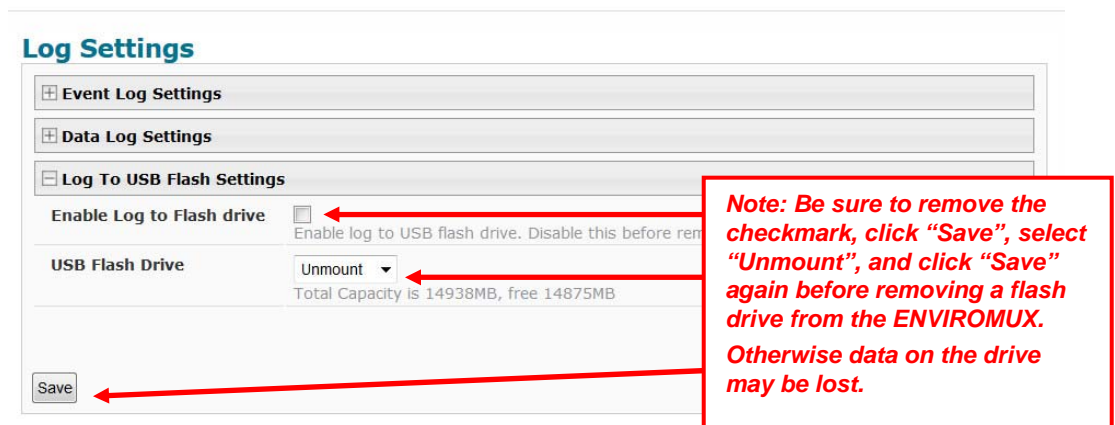 Log Settings
Event Log Settings
Data Log Settings
Log To USB Flash Settings
Enable Log to Flash drive
Enable log to USB flash drive. Disable this before
USB Flash Drive
Unmount
Total Capacity is 14938MB, free 14875MB
Save
Note: Be sure to remove the
checkmark, click “Save”, select
“Unmount”, and click “Save”
again before removing a flash
drive from the ENVIROMUX.
Otherwise data on the drive
may be lost.